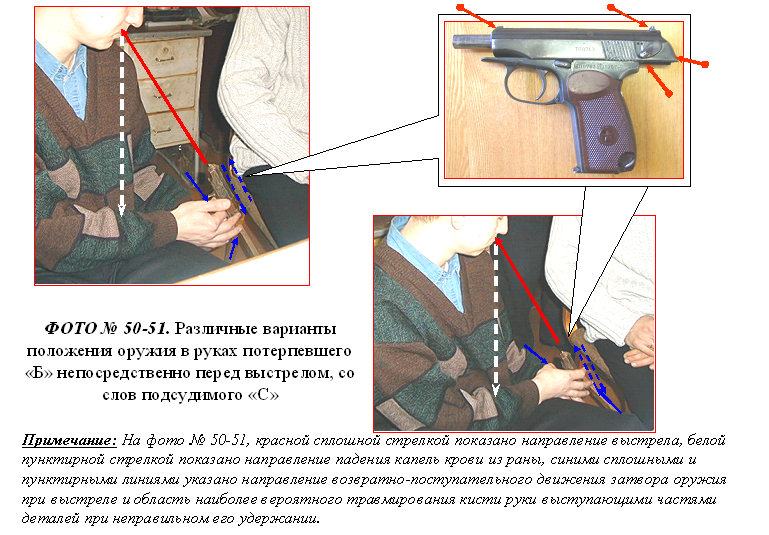 ФОТО № 50-51. Различные варианты
положения оружия в руках потерпевшего
«Б» непосредственно перед выстрелом, со
слов подсудимого «С»
Примечание: На фото № 50-51, красной сплошной стрелкой показано направление выстрела, белой
пунктирной стрелкой показано направление падения капель крови из раны, синими сплошными и
пунктирными линиями указано направление возвратно-поступательного движения затвора оружия
при выстреле и область наиболее вероятного травмирования кисти руки выступающими частями
деталей при неправильном его удержании.